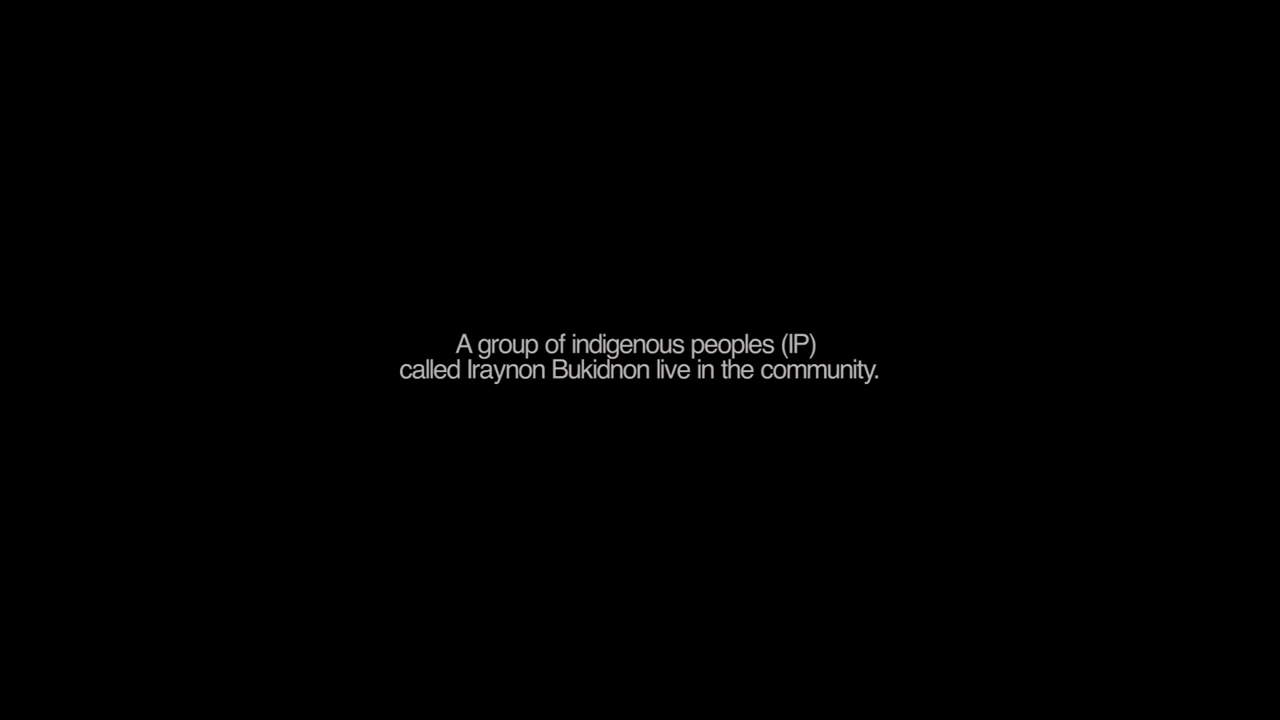 A group of indigenous peoples (IP)
called Iraynon Bukidnon live in the community.